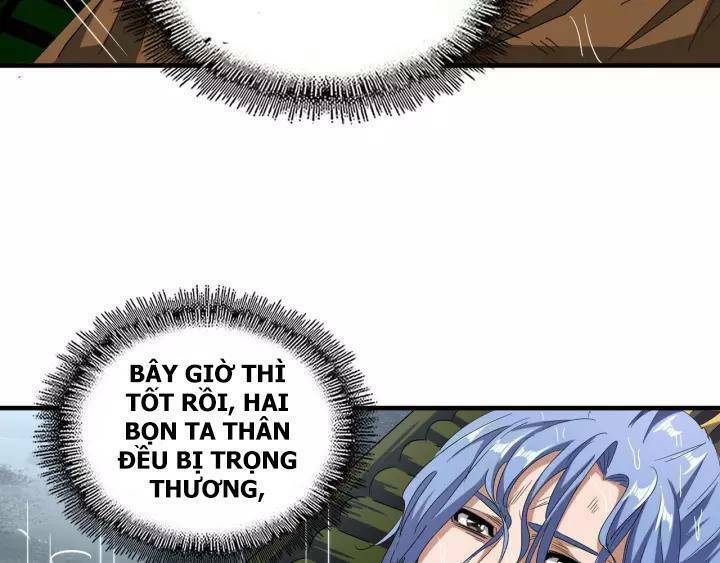 BÂY GIỜ THÌ
TỐT RỒI, HAI
BỌN TA THÂN
ĐỀU BỊ TRỌNG
THƯƠNG,